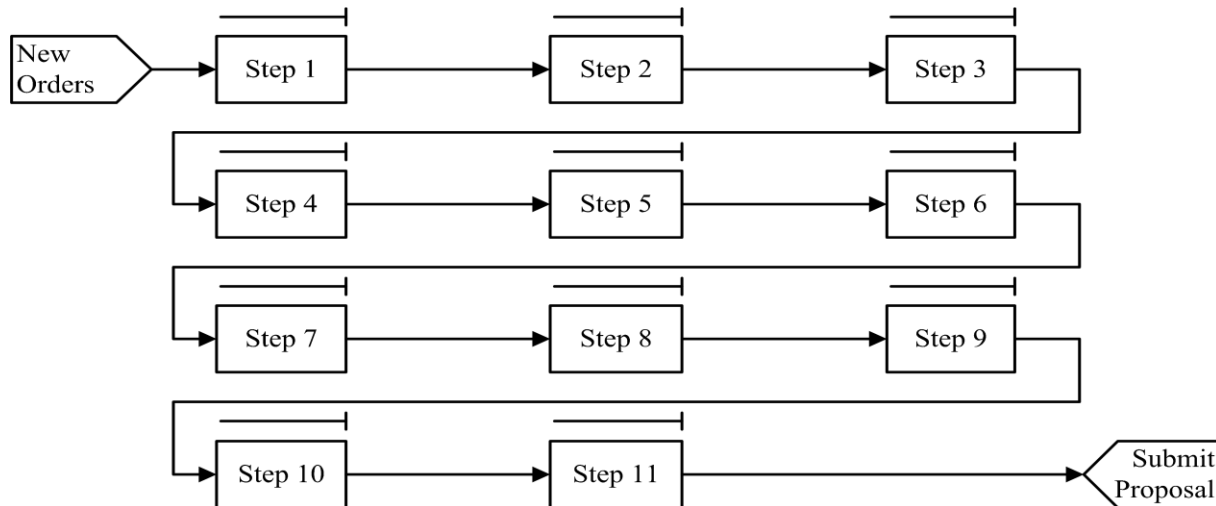 New
Orders
Step 1
Step 2
Step 3
Step 4
Step 5
Step 6
Step 7
Step 8
Step 9
Step 10
Step 11
Submit
Proposal